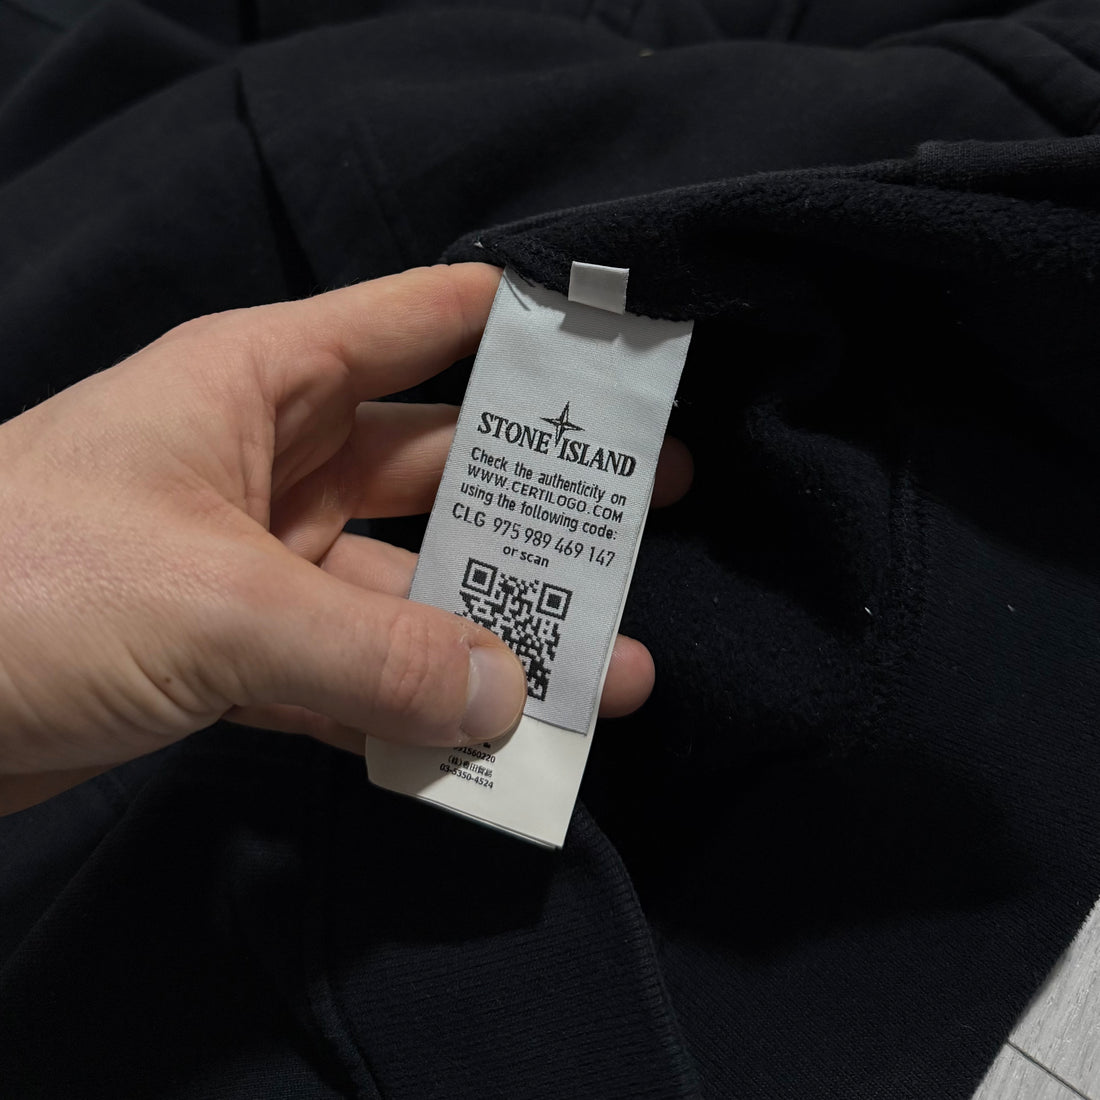 STONE ISLAND
Check the authenticity on
WWW.CERTILOGO.COM
using the following code:
CLG 975 989 469 147
or scan
03-5350-4524